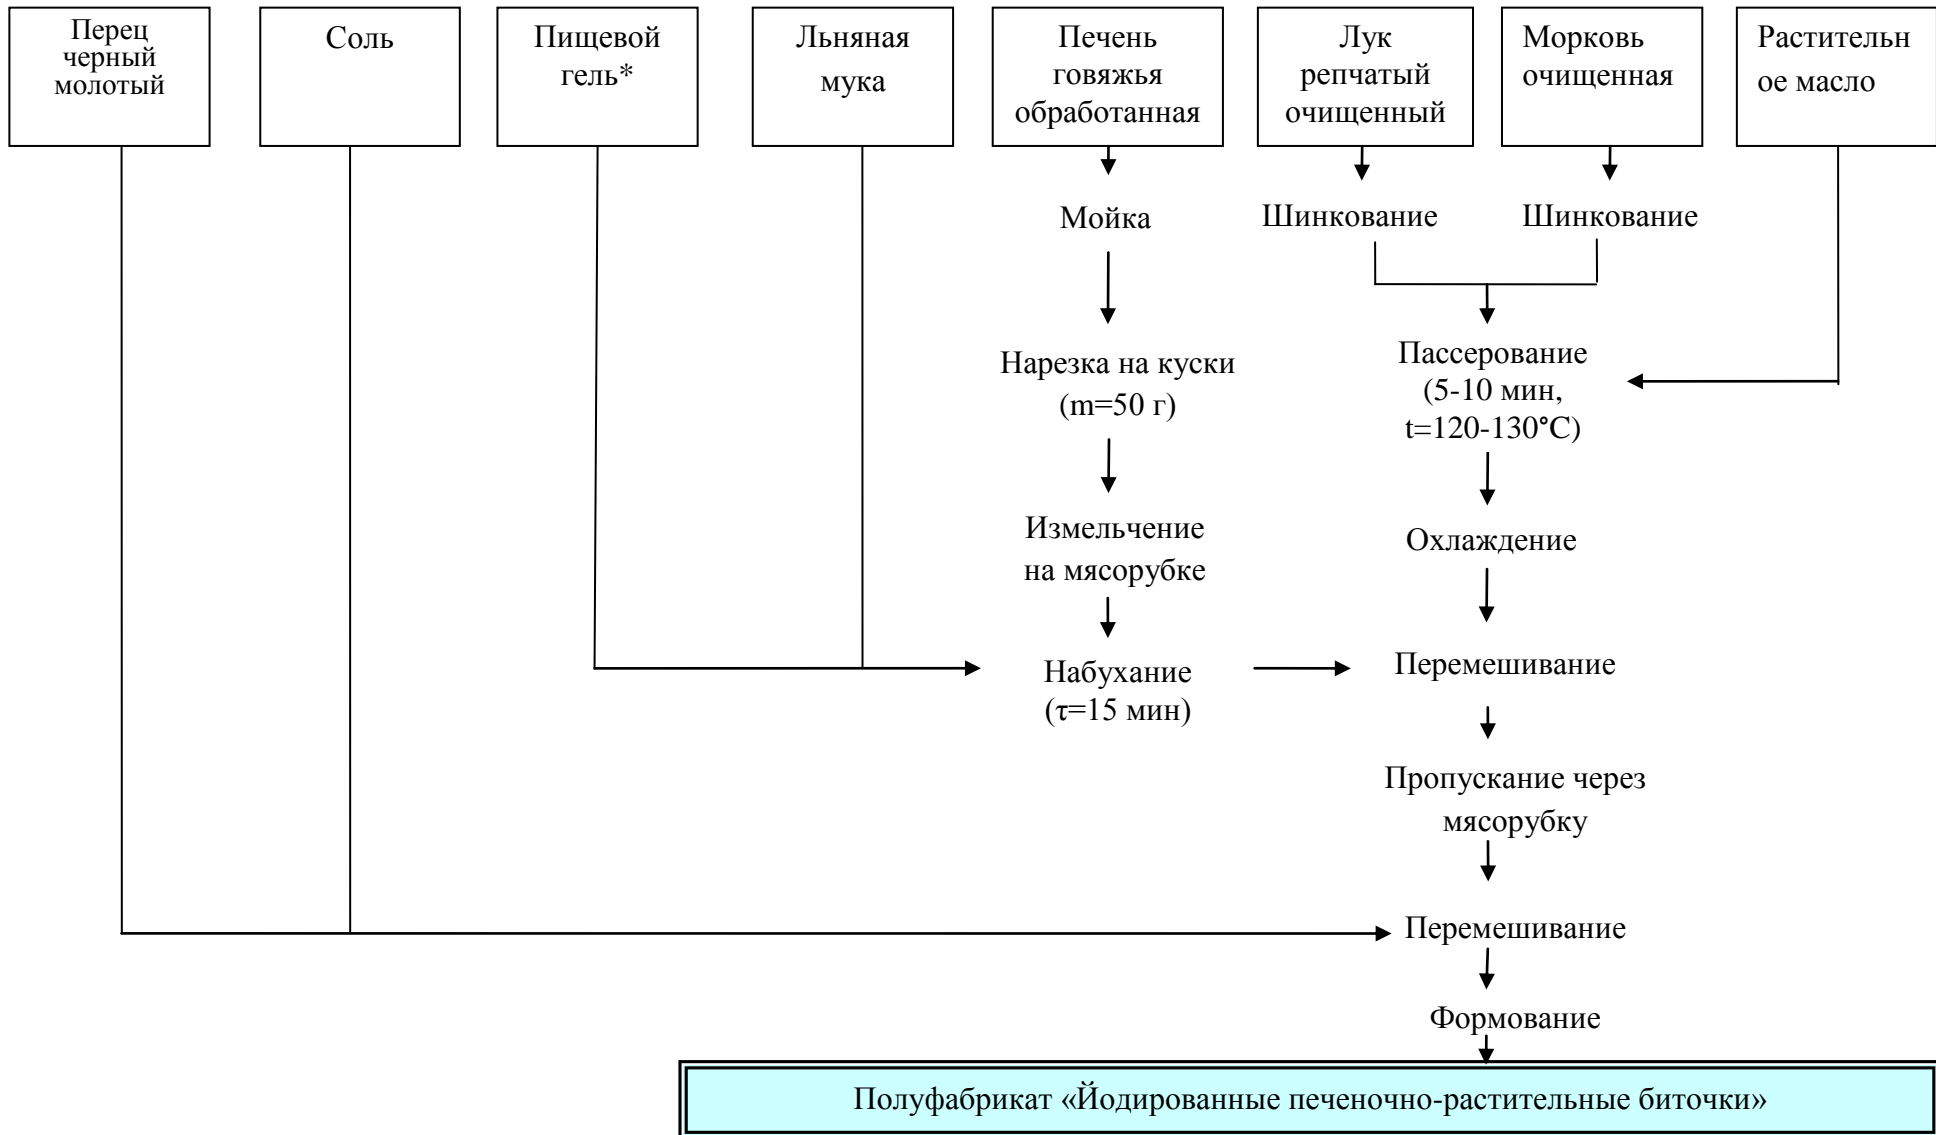 Перец
черный
молотый
Соль
Пищевой
гель*
Льняная
мука
Печень
говяжья
обработанная
Лук
репчатый
очищенный
Морковь
очищенная
Растительн
ое масло
Мойка
Шинкование
Шинкование
Нарезка на куски
(m=50 г)
Пассерование
(5-10 мин,
t=120-130°С)
Измельчение
на мясорубке
Охлаждение
Набухание
(τ=15 мин)
Перемешивание
Пропускание через
мясорубку
Перемешивание
Формование
Полуфабрикат «Йодированные печеночно-растительные биточки»